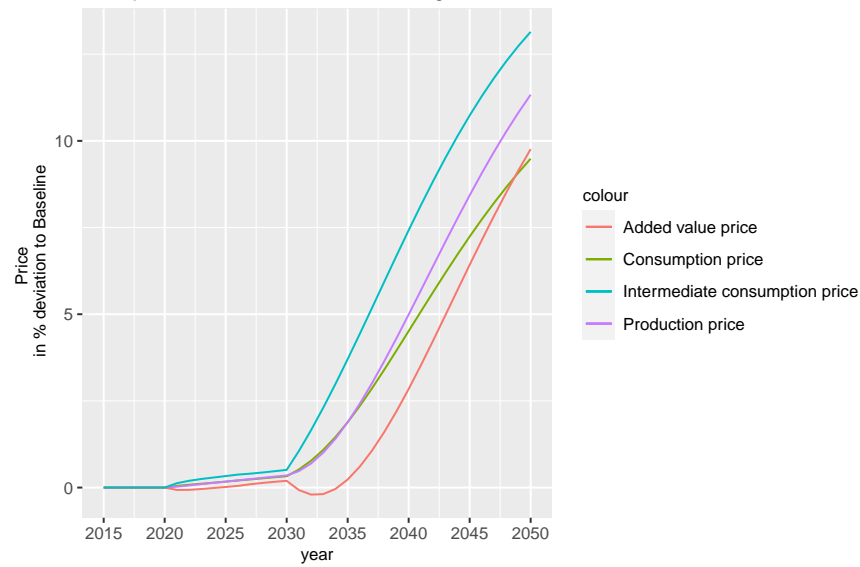 10
5
0
2015 2020 2025 2030 2035 2040 2045 2050
year
Price
in % deviation to Baseline
colour
Added value price
Consumption price
Intermediate consumption price
Production price